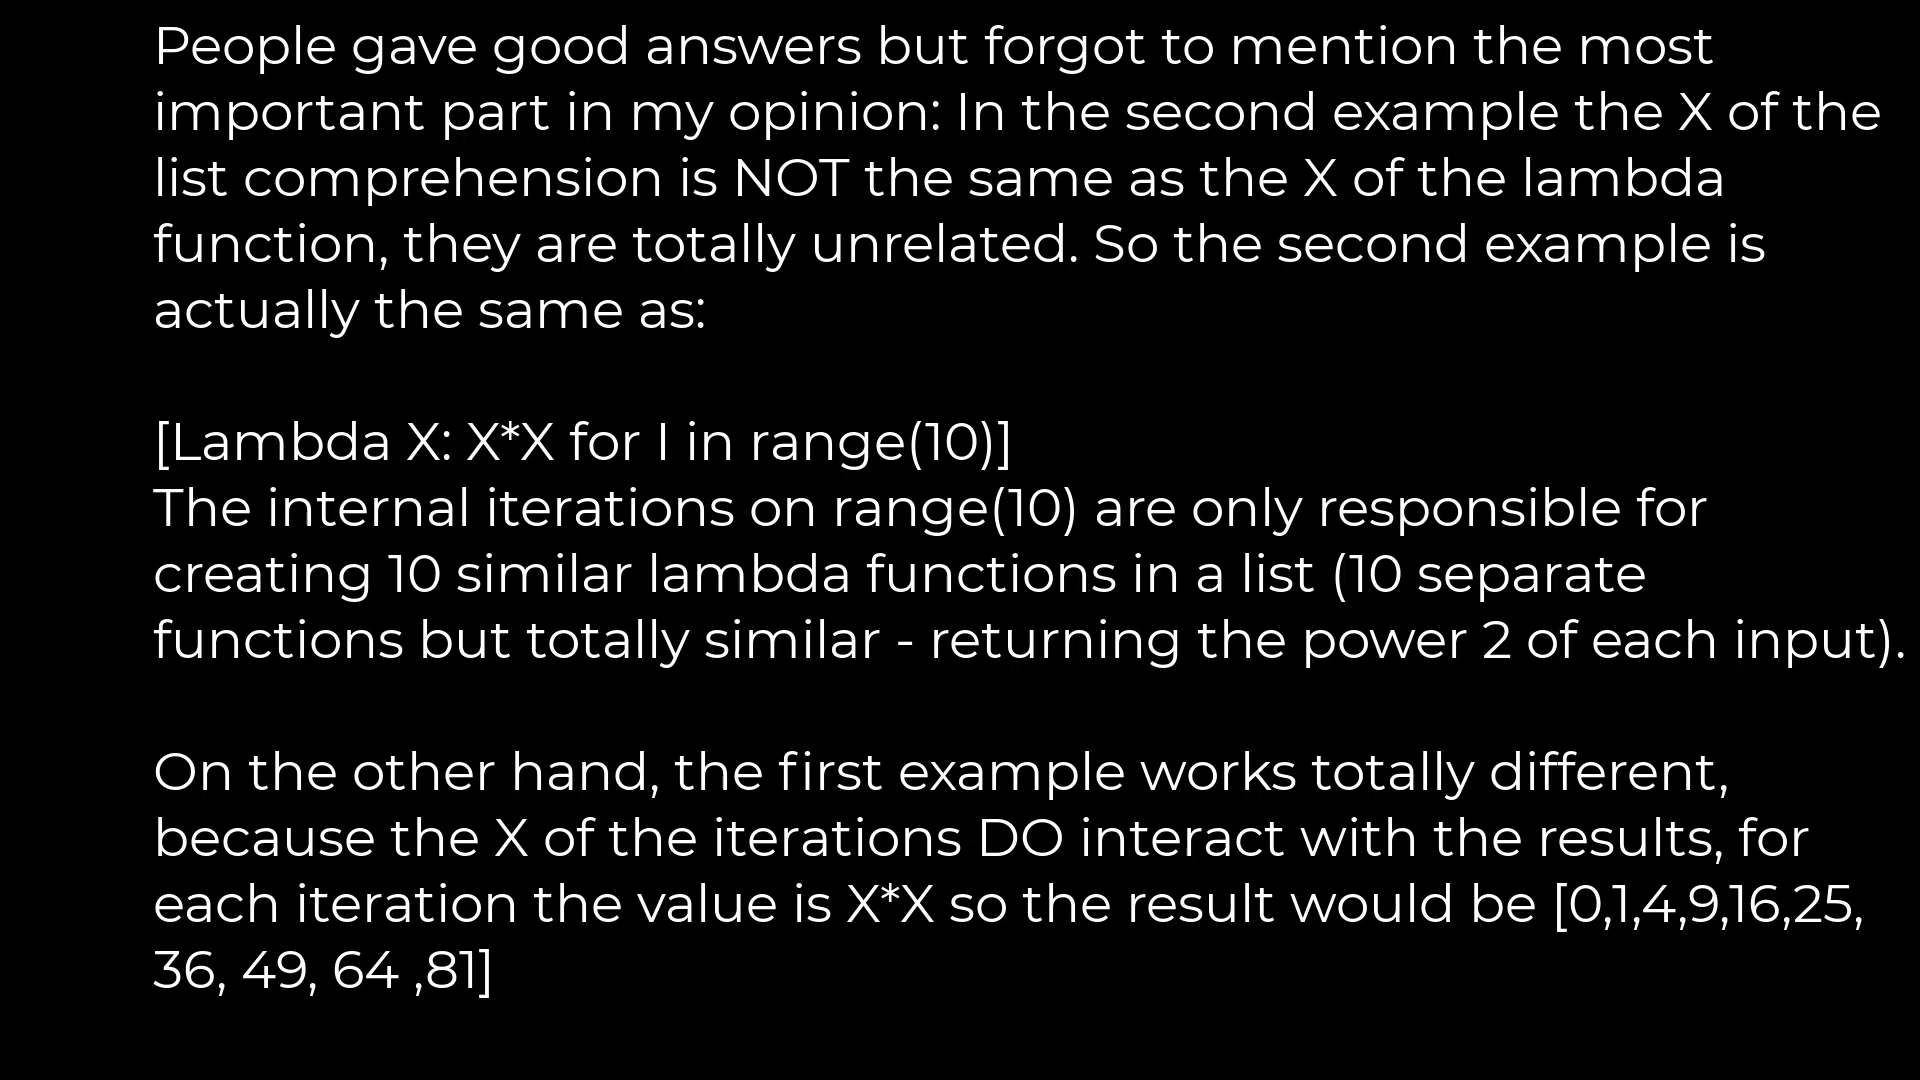 People gave good answers but forgot to mention the most
important part in my opinion: In the second example the X of the
list comprehension is NOT the same as the X of the lambda
function, they are totally unrelated. So the second example is
actually the same as:
[Lambda X: X*X for I in range(10)]
The internal iterations on range(10) are only responsible for
creating 10 similar lambda functions in a list (10 separate
functions but totally similar - returning the power 2 of each input).
On the other hand, the first example works totally different,
because the X of the iterations DO interact with the results, for
each iteration the value is X*X so the result would be [0,1,4,9,16,25,
36, 49, 64 ,81]